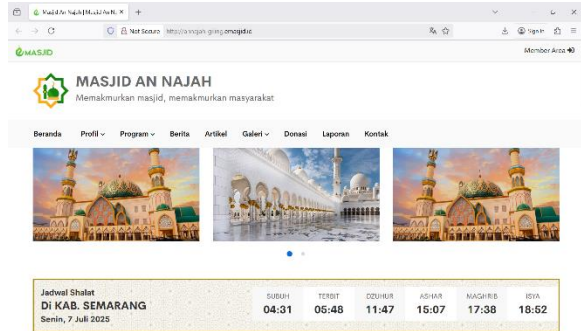 Masjid An Najah | Masjid An N
Not Secure
Sign In
eMASJID
Member Area
MASJID AN NAJAH
Memakmurkan masjid, memakmurkan masyarakat
Beranda Profil Program Berita Artikel Galeri Donasi Laporan Kontak
Jadwal Shalat
Di KAB. SEMARANG
Senin, 7 Juli 2025
SUBUH TERBIT DZUHUR ASHAR MAGHRIB ISYA
04:31 05:48 11:47 15:07 17:38 18:52